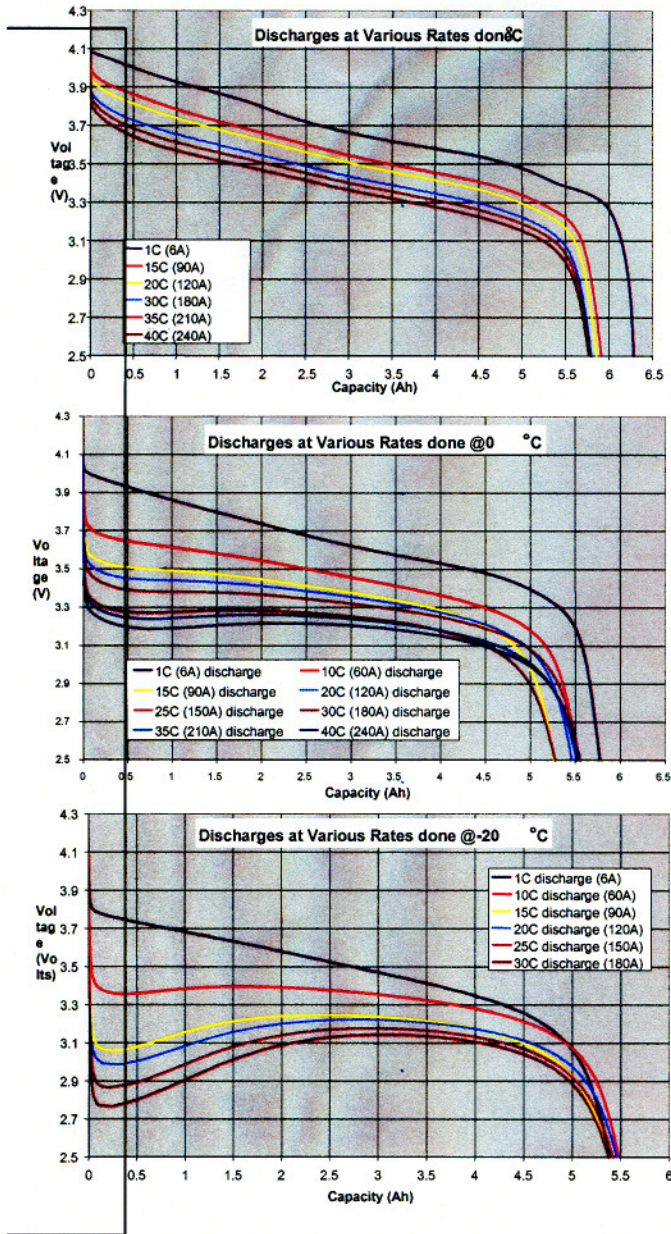 Discharges at Various Rates done°C
4.3
4.1
3.9
3.7
3.5
3.3
3.1
2.9
2.7
2.5
Vol
tag
e
(V)
1C (6A)
15C (90A)
20C (120A)
30C (180A)
35C (210A)
40C (240A)
0 0.5 1 1.5 2 2.5 3 3.5 4 4.5 5 5.5 6 6.5
Capacity (Ah)
Discharges at Various Rates done @0 °C
4.3
4.1
3.9
3.7
3.5
3.3
3.1
2.9
2.7
2.5
Vo
lta
ge
(V)
1C (6A) discharge 10C (60A) discharge
15C (90A) discharge 20C (120A) discharge
25C (150A) discharge 30C (180A) discharge
35C (210A) discharge 40C (240A) discharge
0 0.5 1 1.5 2 2.5 3 3.5 4 4.5 5 5.5 6 6.5
Capacity (Ah)
Discharges at Various Rates done @-20 °C
4.3
4.1
3.9
3.7
3.5
3.3
3.1
2.9
2.7
2.5
Vol
tag
e
(Vo
lts)
1C discharge (6A)
10C discharge (60A)
15C discharge (90A)
20C discharge (120A)
25C discharge (150A)
30C discharge (180A)
0 0.5 1 1.5 2 2.5 3 3.5 4 4.5 5 5.5 6
Capacity (Ah)